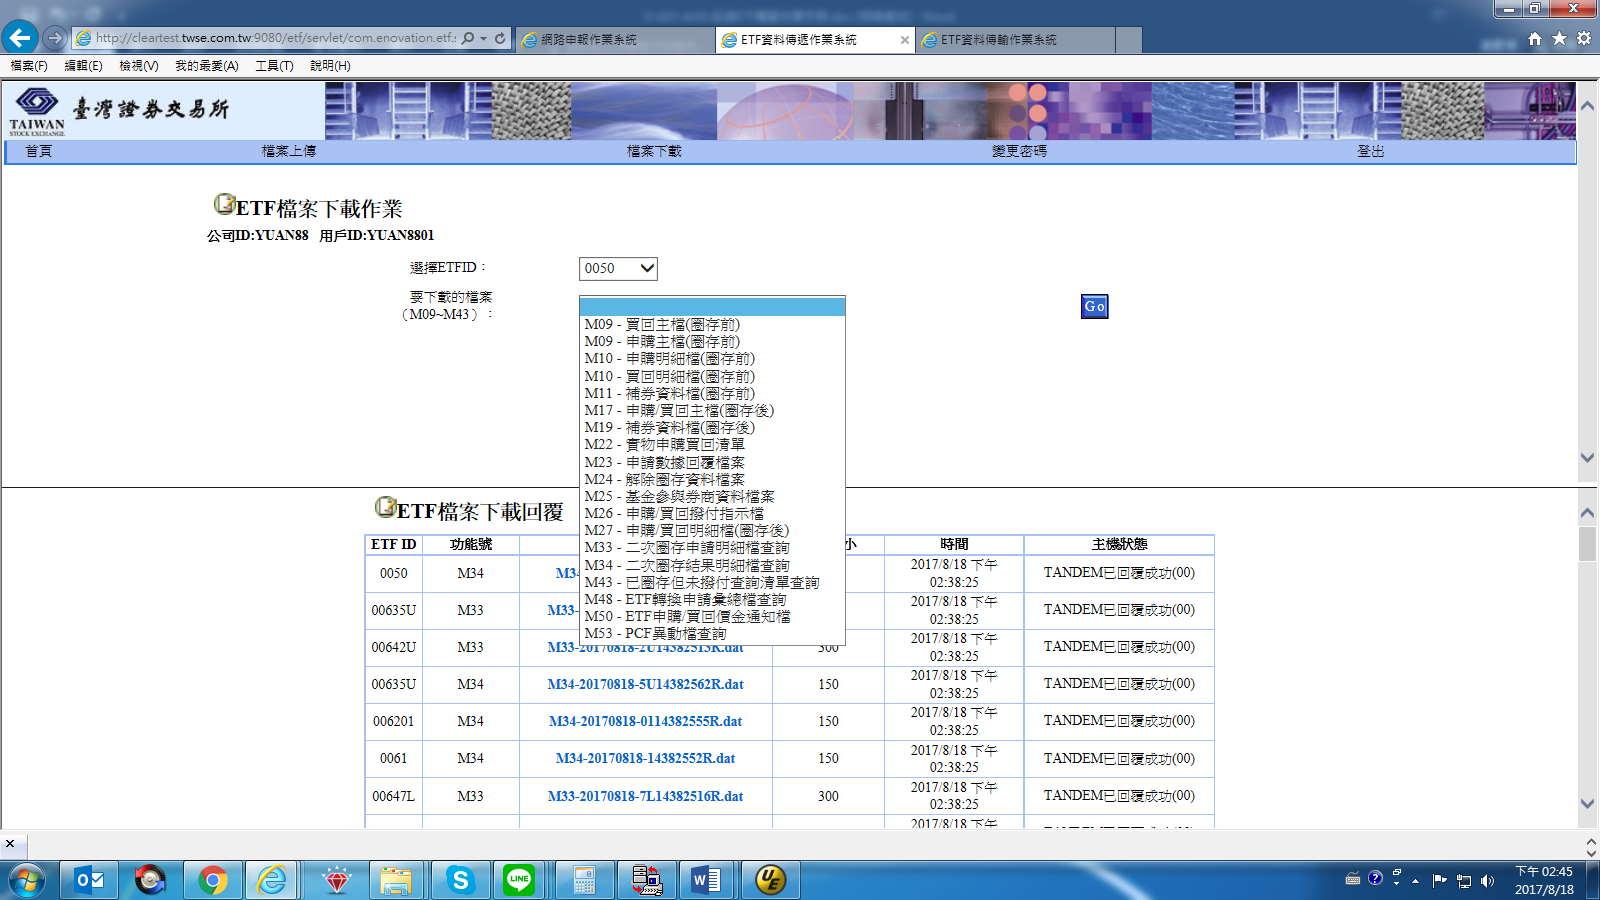 http://cleartest.twse.com.tw:9080/etf/servlet/com.enovation.etf.s
網路申報作業系統
ETF資料傳遞作業系統
ETF資料傳輸作業系統
檔案(F) 編輯(E) 檢視(V) 我的最愛(A) 工具(T) 說明(H)
TAIWAN
STOCK EXCHANGE
臺灣證券交易所
首頁 檔案上傳 檔案下載 變更密碼 登出
ETF檔案下載作業
公司ID:YUAN88 用戶ID:YUAN8801
選擇ETFID： 0050
要下載的檔案
（M09~M43）：
Go
M09 - 買回主檔(圈存前)
M09 - 申購主檔(圈存前)
M10 - 申購明細檔(圈存前)
M10 - 買回明細檔(圈存前)
M11 - 補券資料檔(圈存前)
M17 - 申購/買回主檔(圈存後)
M19 - 補券資料檔(圈存後)
M22 - 實物申購買回清單
M23 - 申請數據回覆檔案
M24 - 解除圈存資料檔案
M25 - 基金參與券商資料檔案
M26 - 申購/買回撥付指示檔
M27 - 申購/買回明細檔(圈存後)
M33 - 二次圈存申請明細檔查詢
M34 - 二次圈存結果明細檔查詢
M43 - 已圈存但未撥付查詢清單查詢
M48 - ETF轉換申請彙總檔查詢
M50 - ETF申購/買回價金通知檔
M53 - PCF異動檔查詢
ETF檔案下載回覆
ETF ID 功能號 小 時間 主機狀態
0050 M34 M34 2017/8/18 下午 02:38:25 TANDEM已回覆成功(00)
00635U M33 M33- 2017/8/18 下午 02:38:25 TANDEM已回覆成功(00)
00642U M33 M33-20170818-2U14382513R.dat 300 2017/8/18 下午 02:38:25 TANDEM已回覆成功(00)
00635U M34 M34-20170818-5U14382562R.dat 150 2017/8/18 下午 02:38:25 TANDEM已回覆成功(00)
006201 M34 M34-20170818-0114382555R.dat 150 2017/8/18 下午 02:38:25 TANDEM已回覆成功(00)
0061 M34 M34-20170818-14382552R.dat 150 2017/8/18 下午 02:38:25 TANDEM已回覆成功(00)
00647L M33 M33-20170818-7L14382516R.dat 300 2017/8/18 下午 02:38:25 TANDEM已回覆成功(00)
2017/8/18 下午
LINE
下午 02:45
2017/8/18